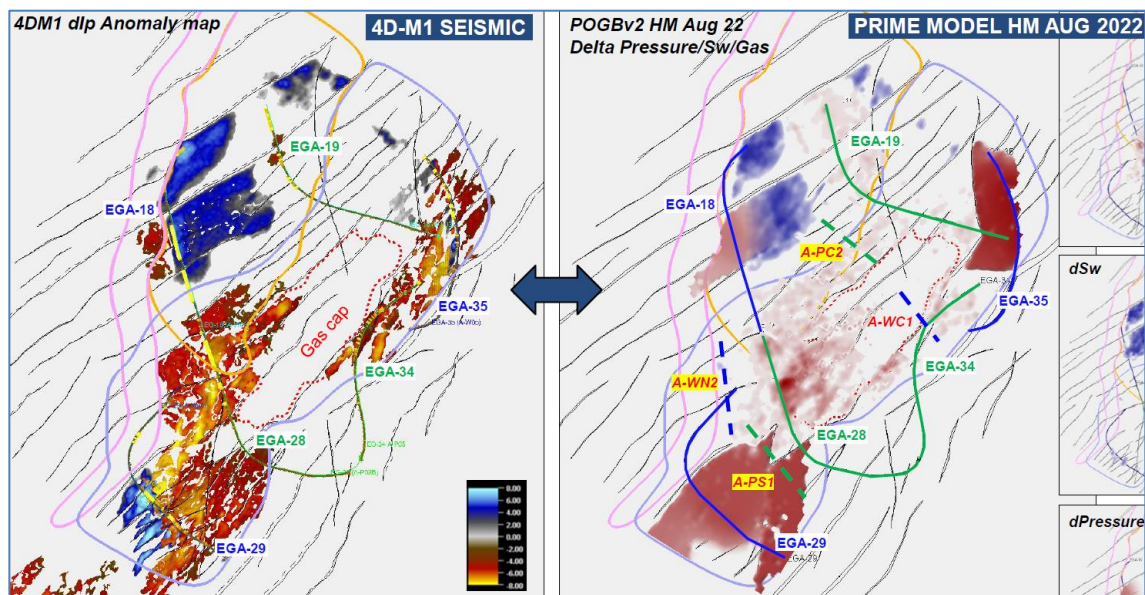 4DM1 dIp Anomaly map
4D-M1 SEISMIC
EGA-19
EGA-18
Gas cap
EGA-35
EGA-34
EGA-28
EGA-29
8.00
6.00
4.00
2.00
0.00
-2.00
-4.00
-6.00
-8.00
POGBv2 HM Aug 22
Delta Pressure/Sw/Gas
PRIME MODEL HM AUG 2022
EGA-19
EGA-18
A-PC2
EGA-35
A-WC1
EGA-34
A-WN2
EGA-28
A-PS1
EGA-29
EGA-29
dSw
dPressure